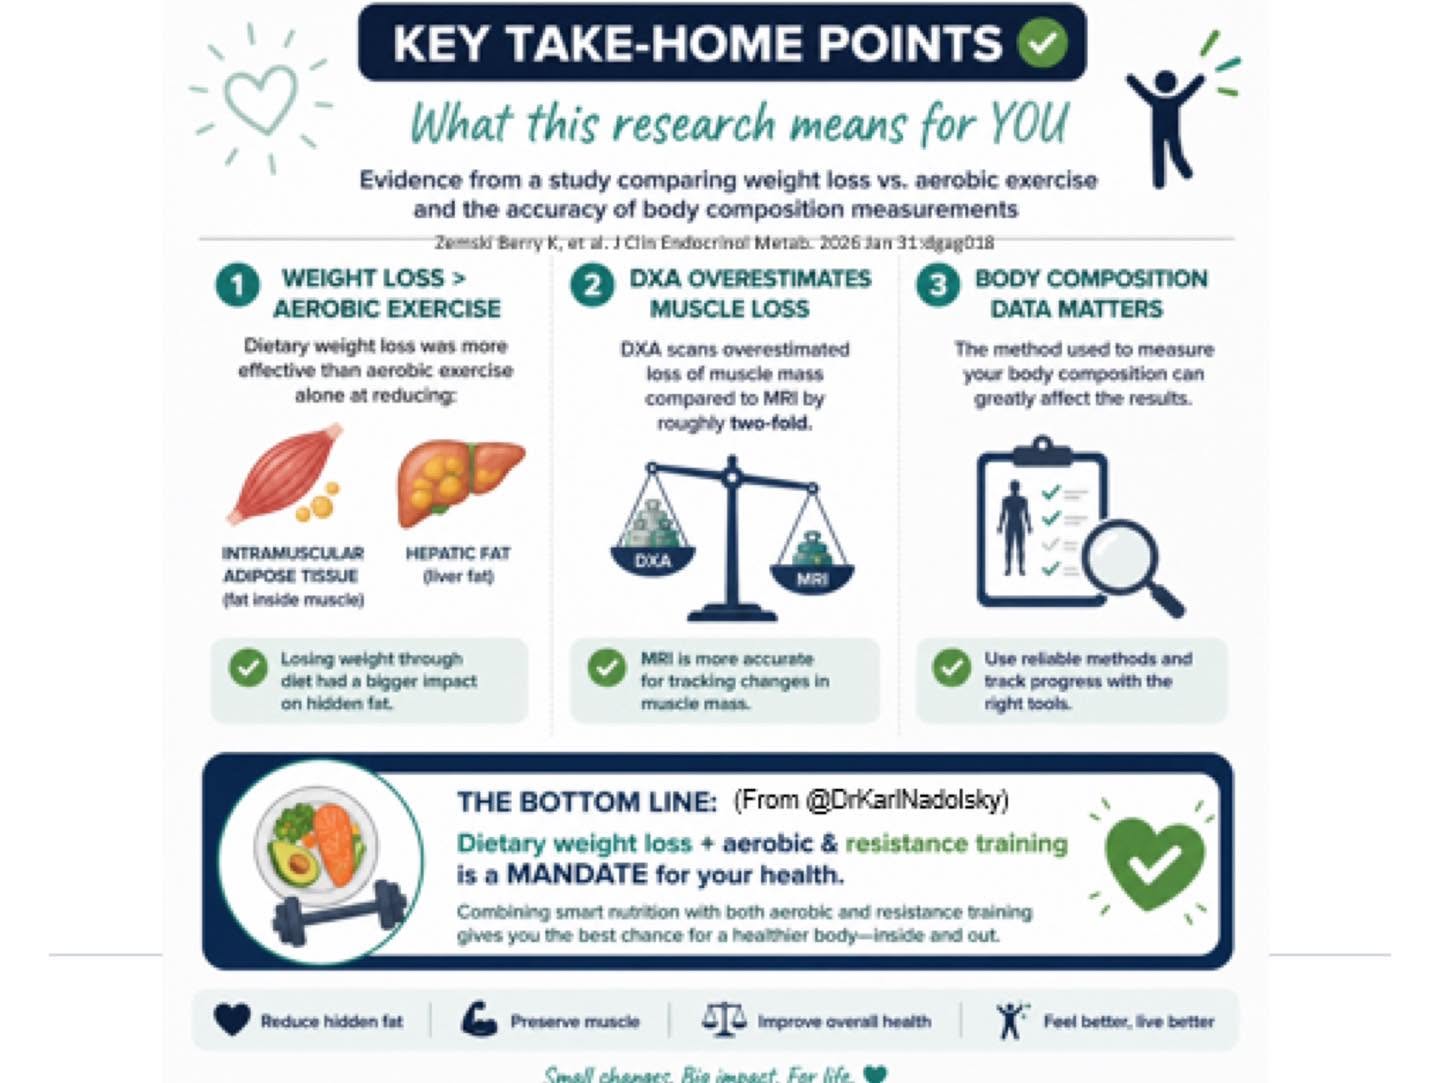 KEY TAKE-HOME POINTS
What this research means for YOU
Evidence from a study comparing weight loss vs. aerobic exercise
and the accuracy of body composition measurements
Zemski Berry K, et al. J Clin Endocrinol Metab. 2026 Jan 31:dgag018
1 WEIGHT LOSS >
AEROBIC EXERCISE
Dietary weight loss was more
effective than aerobic exercise
alone at reducing:
INTRAMUSCULAR
ADIPOSE TISSUE
(fat inside muscle)
HEPATIC FAT
(liver fat)
Losing weight through
diet had a bigger impact
on hidden fat.
2 DXA OVERESTIMATES
MUSCLE LOSS
DXA scans overestimated
loss of muscle mass
compared to MRI by
roughly two-fold.
DXA
MRI
MRI is more accurate
for tracking changes in
muscle mass.
3 BODY COMPOSITION
DATA MATTERS
The method used to measure
your body composition can
greatly affect the results.
Use reliable methods and
track progress with the
right tools.
THE BOTTOM LINE: (From @DrKarlNadolsky)
Dietary weight loss + aerobic & resistance training
is a MANDATE for your health.
Combining smart nutrition with both aerobic and resistance training
gives you the best chance for a healthier body—inside and out.
Reduce hidden fat
Preserve muscle
Improve overall health
Feel better, live better
Small changes. Big impact. For life.